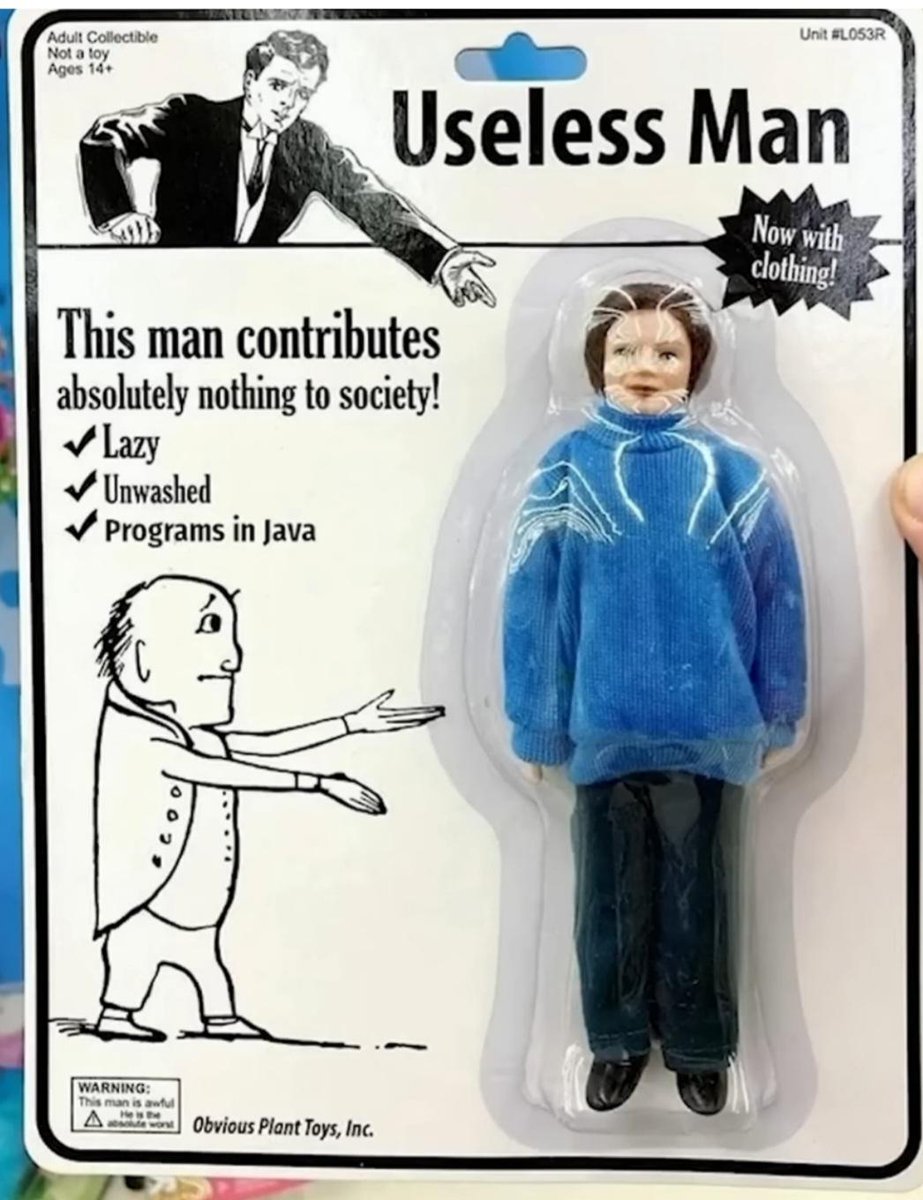 Adult Collectible
Not a toy
Ages 14+
Unit #L053R
Useless Man
Now with
clothing!
This man contributes
absolutely nothing to society!
✓ Lazy
✓ Unwashed
✓ Programs in Java
WARNING:
This man is awful
He is the
absolute worst
Obvious Plant Toys, Inc.